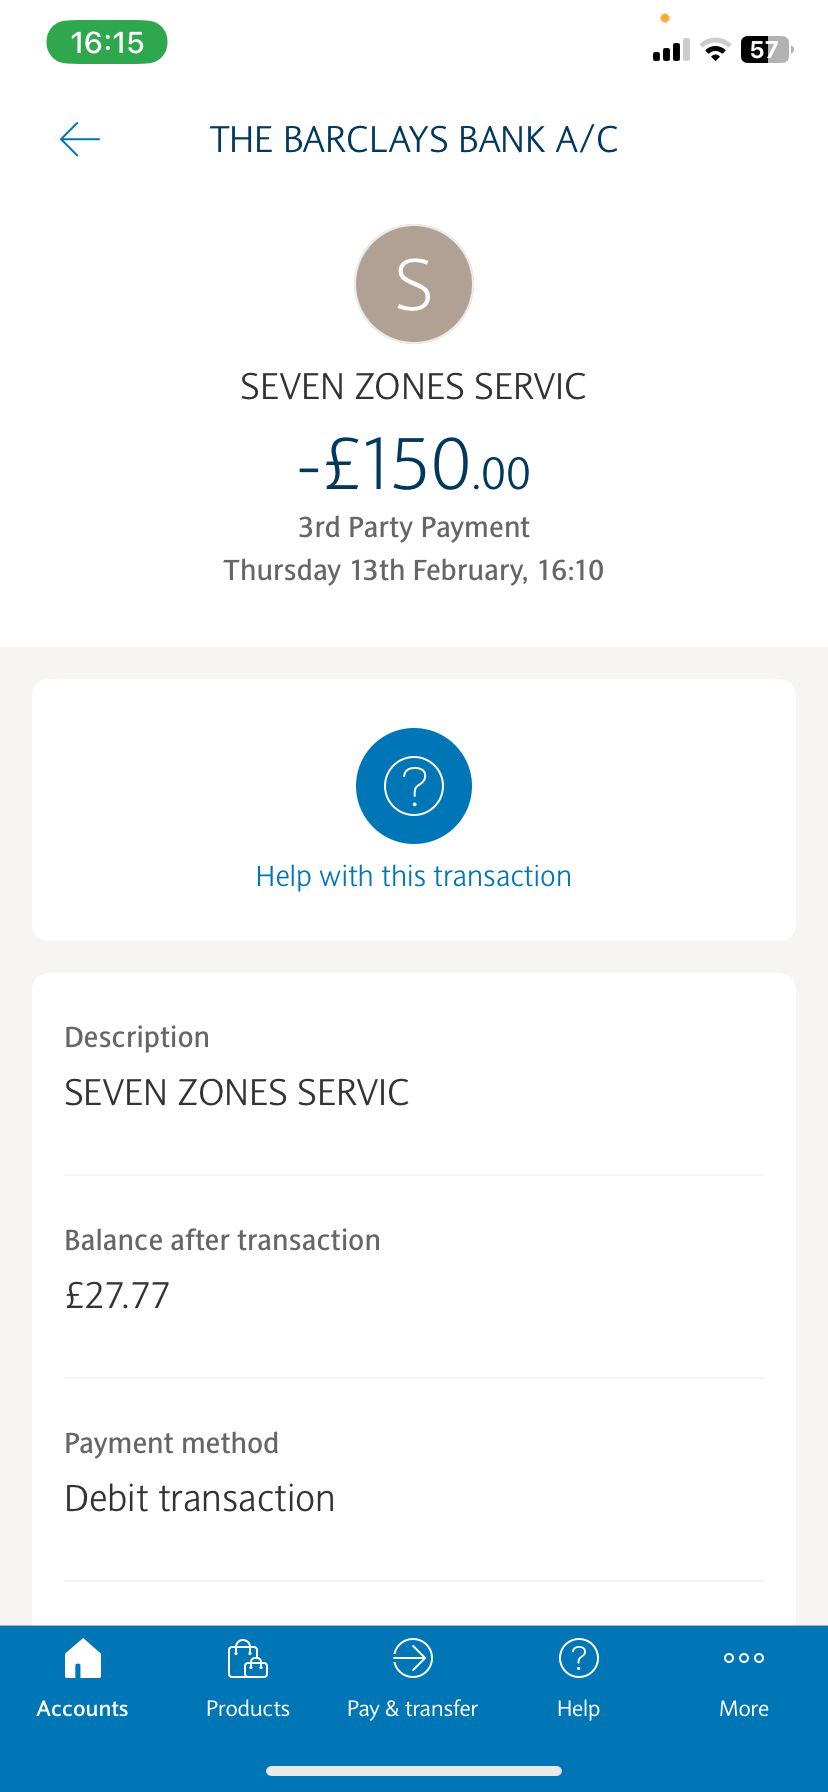 16:15
57
THE BARCLAYS BANK A/C
S
SEVEN ZONES SERVIC
-£150.00
3rd Party Payment
Thursday 13th February, 16:10
?
Help with this transaction
Description
SEVEN ZONES SERVIC
Balance after transaction
£27.77
Payment method
Debit transaction
?
Accounts Products Pay & transfer Help More